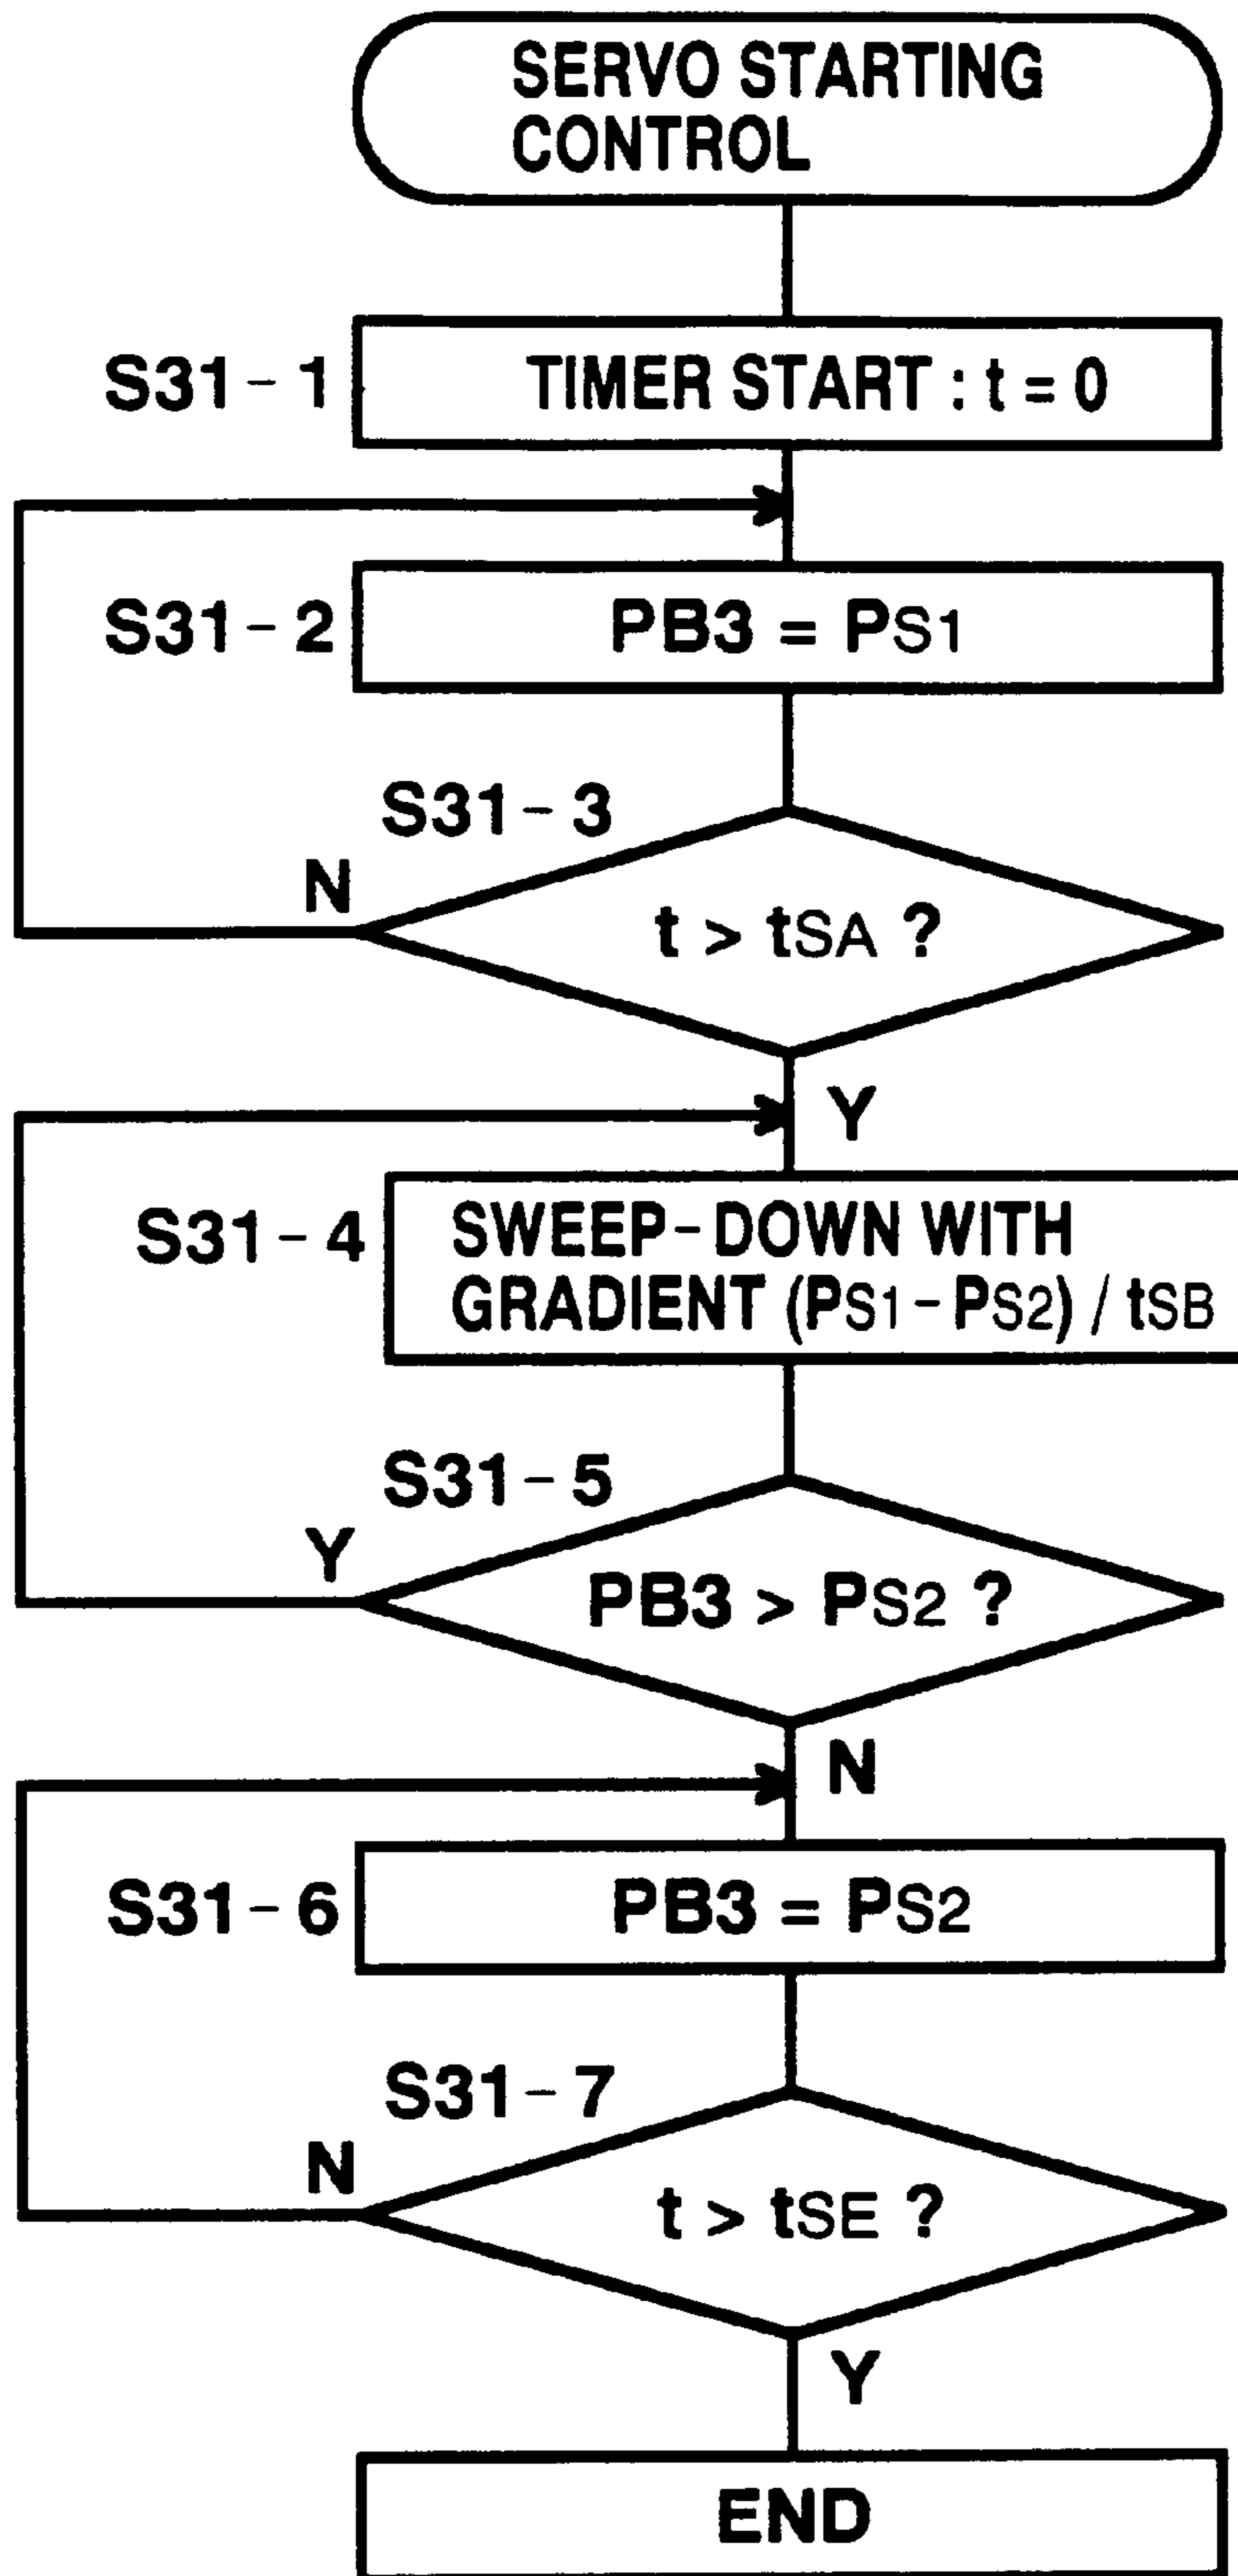 SERVO STARTING
CONTROL
S31-1
TIMER START : t = 0
S31-2
PB3 = PS1
S31-3
N
t > tSA ?
Y
S31-4
SWEEP-DOWN WITH
GRADIENT (PS1-PS2) / tSB
S31-5
Y
PB3 > PS2 ?
N
S31-6
PB3 = PS2
S31-7
N
t > tSE ?
Y
END